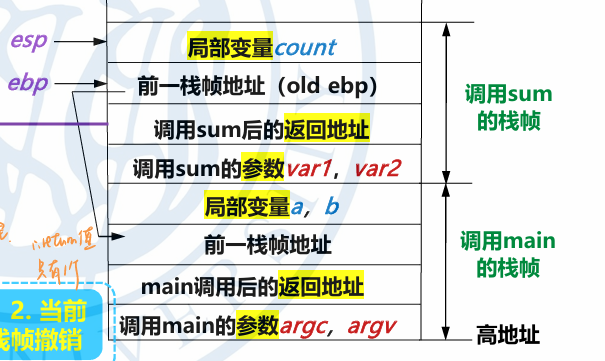 esp
局部变量count
ebp
前一栈帧地址（old ebp）
调用sum后的返回地址
调用sum的参数var1，var2
调用sum
的栈帧
局部变量a，b
前一栈帧地址
main调用后的返回地址
调用main的参数argc，argv
调用main
的栈帧
高地址
return值
只有1个
2. 当前
栈帧撤销